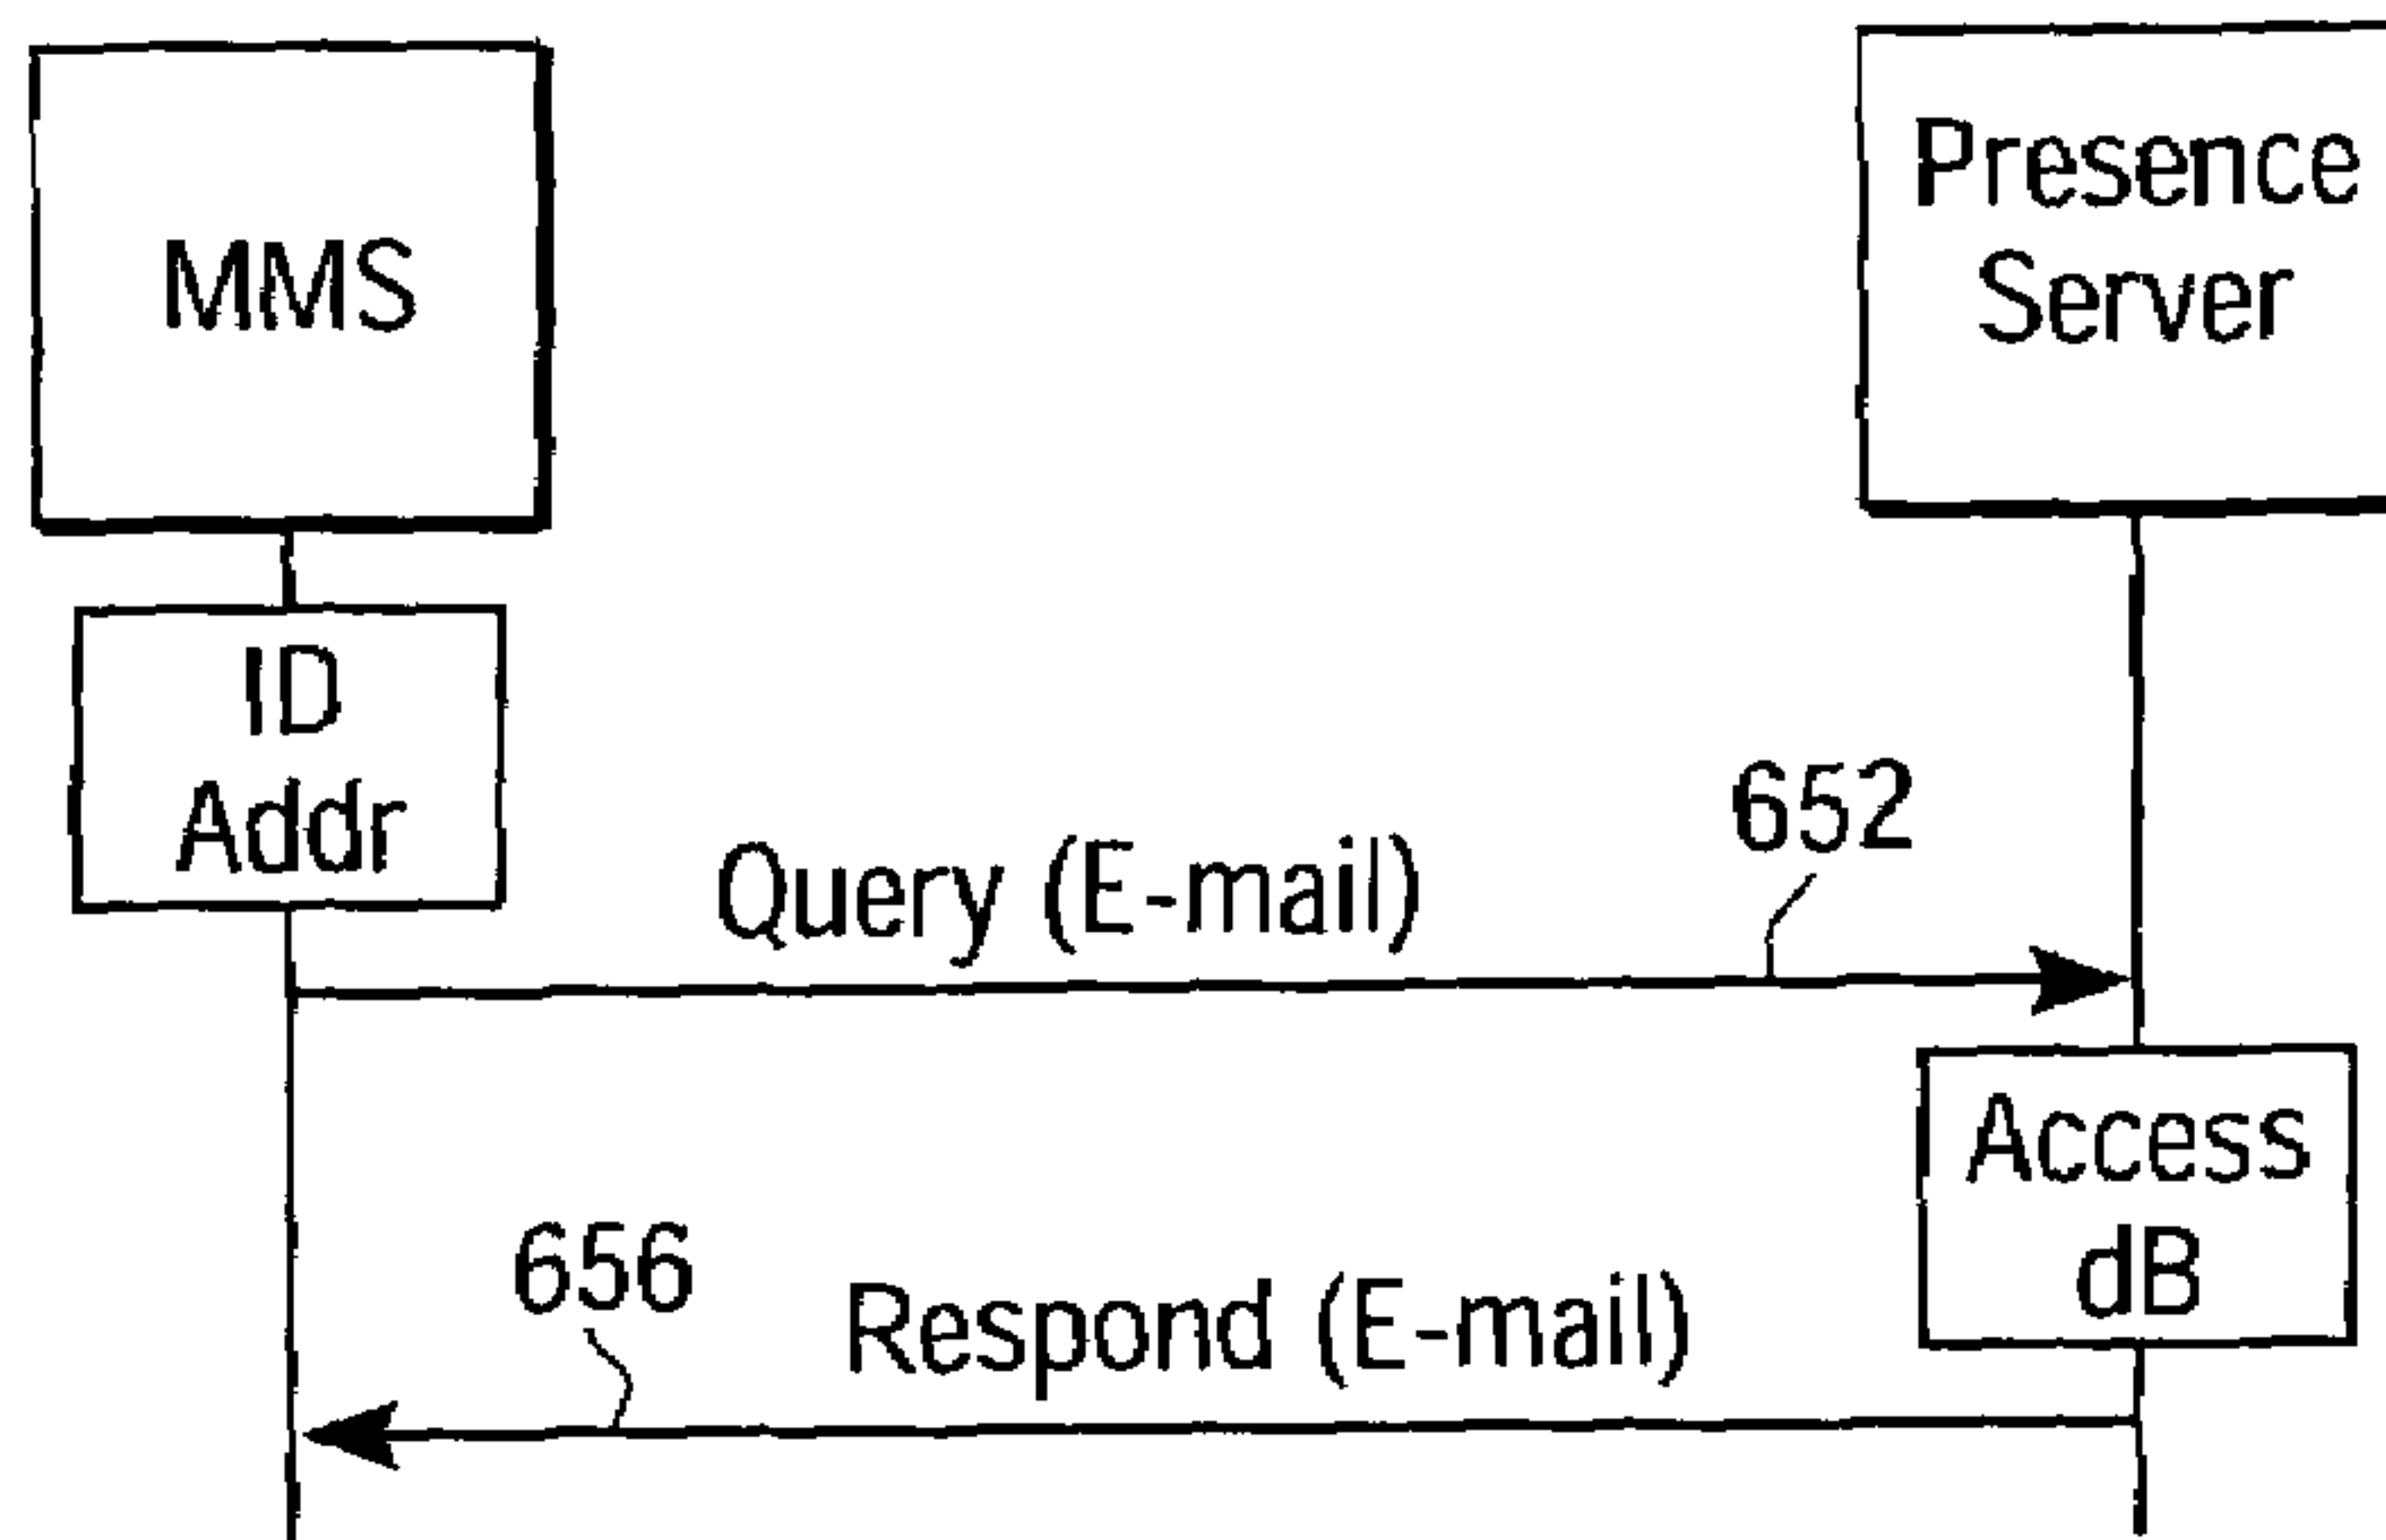 MMS
Presence
Server
ID
Addr
652
Query (E-mail)
Access
dB
656
Respond (E-mail)